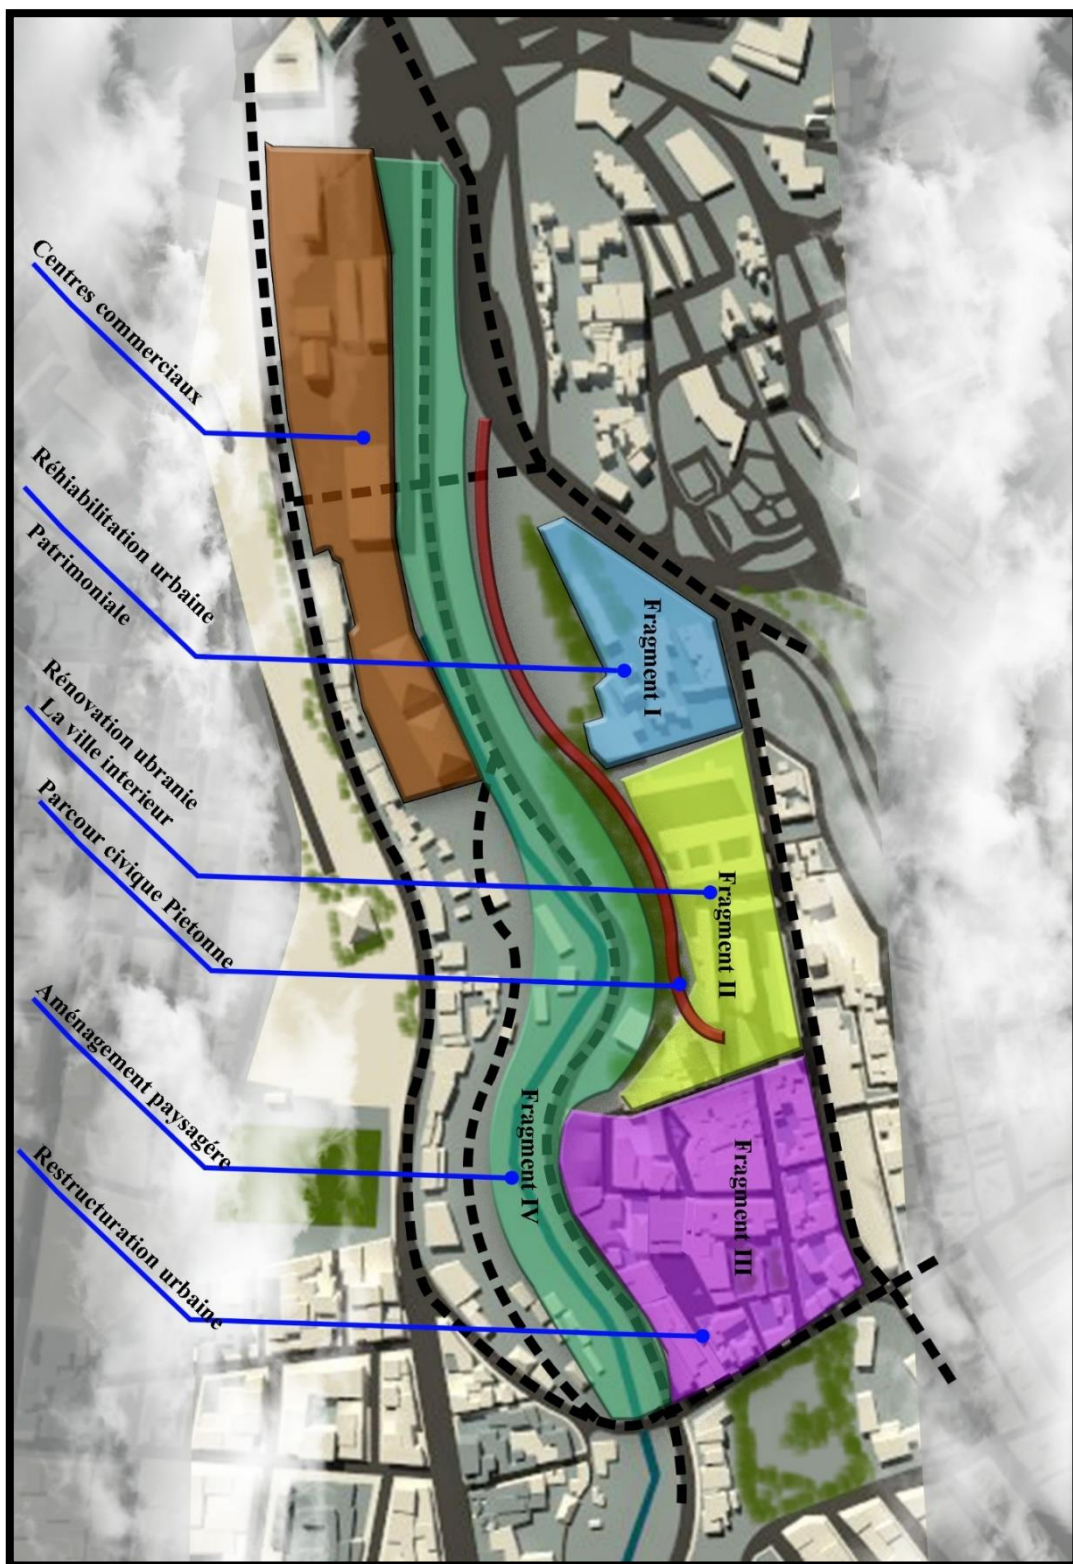 Centres commerciaux
Réhiabilitation urbaine
Patrimoniale
Rénovation ubranie
La ville interieur
Parcour civique Pietonne
Aménagement paysagére
Restructuration urbaine
Fragment I
Fragment II
Fragment III
Fragment IV